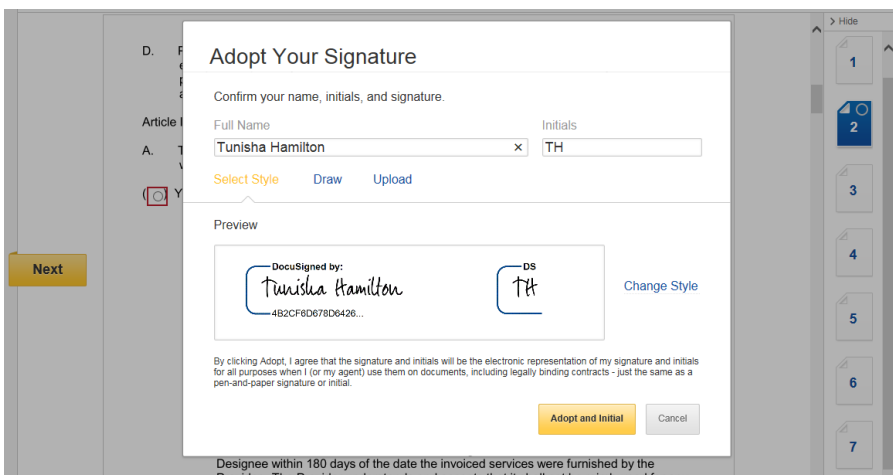 Hide
D.
Article
A.
Adopt Your Signature
Confirm your name, initials, and signature.
Full Name
Initials
Tunisha Hamilton ×
TH
Select Style Draw Upload
Preview
DocuSigned by:
Tunisha Hamilton
4B2CF6D678D6426...
DS
TH
Change Style
By clicking Adopt, I agree that the signature and initials will be the electronic representation of my signature and initials
for all purposes when I (or my agent) use them on documents, including legally binding contracts - just the same as a
pen-and-paper signature or initial.
Adopt and Initial
Cancel
Next
1
2
3
4
5
6
7
Designee within 180 days of the date the invoiced services were furnished by the